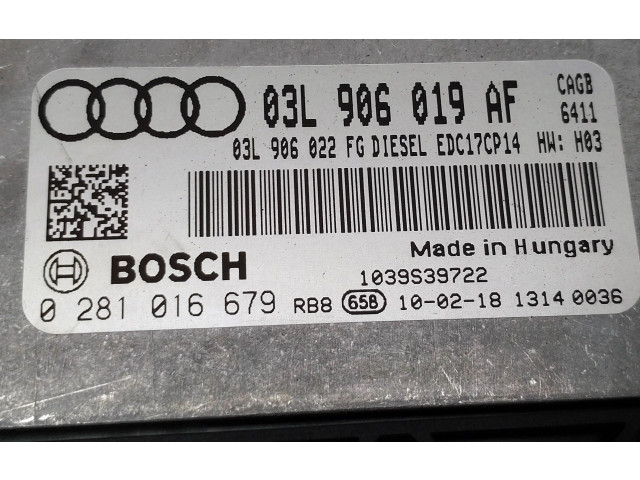 03L 906 019 AF CAGB
6411
03L 906 022 FG DIESEL EDC17CP14 HW: H03
Made in Hungary
BOSCH
1039S39722
0 281 016 679 RB8 65B 10-02-18 1314 0036